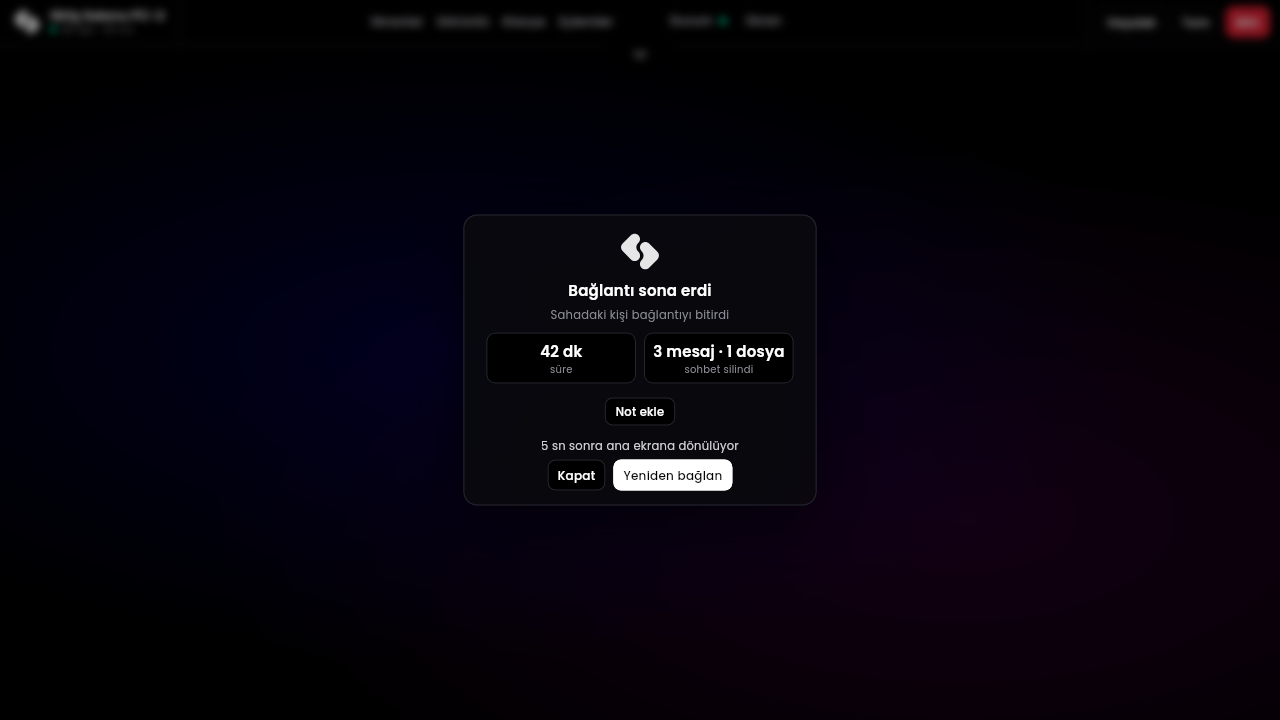 Bağlantı sona erdi
Sahadaki kişi bağlantıyı bitirdi
42 dk
süre
3 mesaj · 1 dosya
sohbet silindi
Not ekle
5 sn sonra ana ekrana dönülüyor
Kapat
Yeniden bağlan